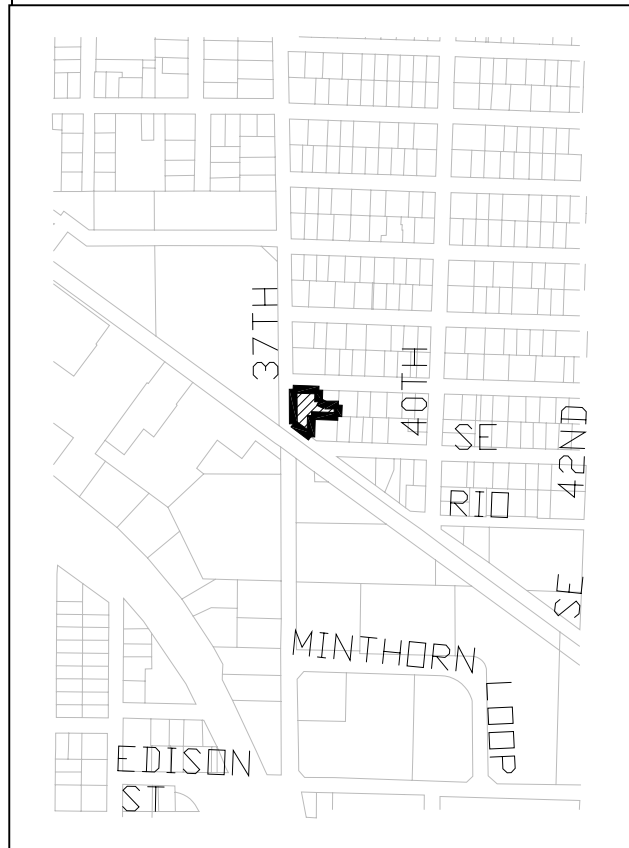 37TH
40TH
SE
42ND
RIO
SE
MINTHORN
LOOP
EDISON
ST